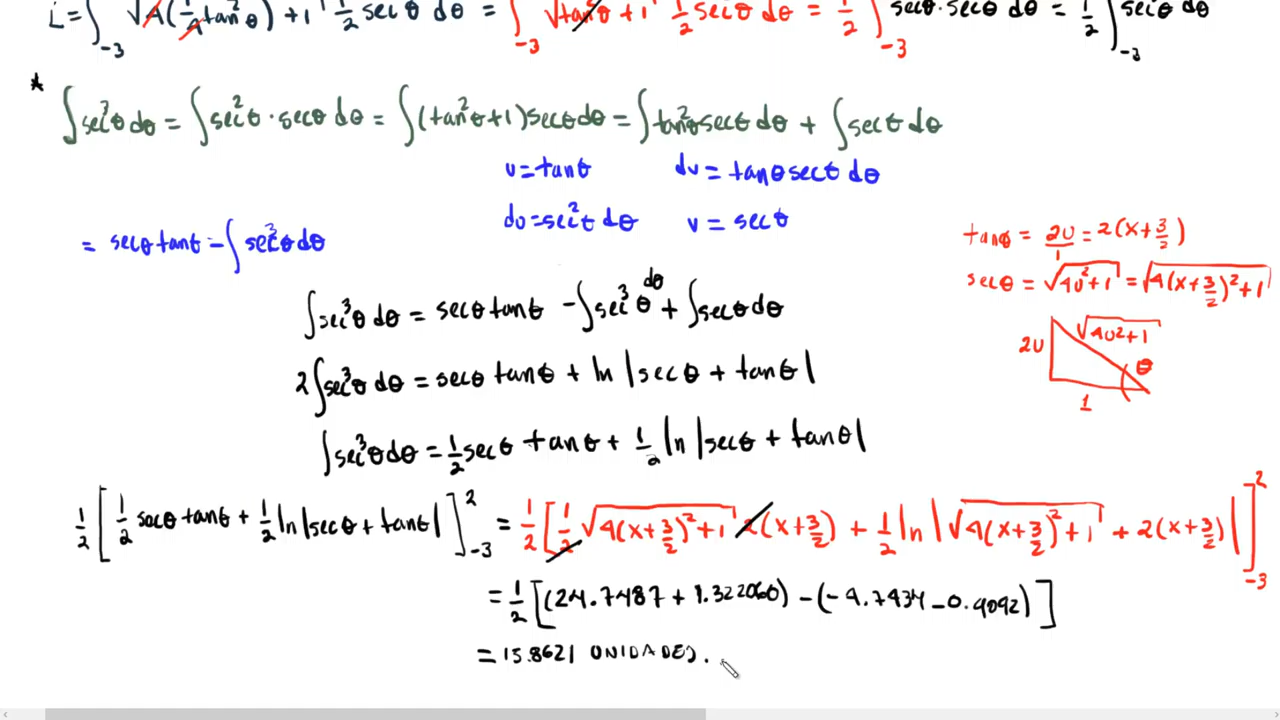 L = ∫₋₃ √4(¼tan²θ)+1 ½ secθ dθ = ∫₋₃ √tanθ+1 ½ secθ dθ = ½ ∫₋₃ secθ·secθ dθ = ½ ∫₋₃ secθ dθ
* ∫sec³θ dθ = ∫sec²θ·secθ dθ = ∫(tan²θ+1)secθ dθ = ∫tan²θ secθ dθ + ∫secθ dθ
u=tanθ dv = tanθ secθ dθ
du=sec²θ dθ v = secθ
= secθ tanθ - ∫sec³θ dθ
tanθ = 2u/1 = 2(x+3/2)
secθ = √4u²+1 = √4(x+3/2)²+1
2u √4u²+1 θ
1
∫sec³θ dθ = secθ tanθ - ∫sec³θ dθ + ∫secθ dθ
2∫sec³θ dθ = secθ tanθ + ln|secθ + tanθ|
∫sec³θ dθ = ½ secθ tanθ + ½ ln|secθ + tanθ|
½[½ secθ tanθ + ½ ln|secθ + tanθ|]₋₃² = ½[½ √4(x+3/2)²+1 2(x+3/2) + ½ ln|√4(x+3/2)²+1 + 2(x+3/2)|]₋₃²
= ½[(24.7487 + 1.322060) - (-4.7434 - 0.9092)]
= 15.8621 UNIDADES.